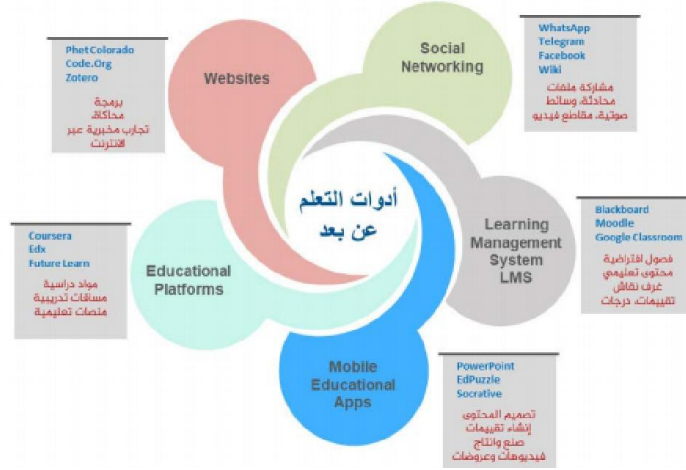 PhetColorado
Code.Org
Zotero
برمجة
محاكاة،
تجارب مخبرية عبر
الانترنت
Websites
Social
Networking
WhatsApp
Telegram
Facebook
Wiki
مشاركة ملفات
محادثة، وسائط
صوتية، مقاطع فيديو
أدوات التعلم
عن بعد
Learning
Management
System
LMS
Blackboard
Moodle
Google Classroom
فصول افتراضية
محتوى تعليمي
غرف نقاش
تقييمات، درجات
Coursera
Edx
Future Learn
مواد دراسية
مساقات تدريبية
منصات تعليمية
Educational
Platforms
Mobile
Educational
Apps
PowerPoint
EdPuzzle
Socrative
تصميم المحتوى
إنشاء تقييمات
صنع وانتاج
فيديوهات وعروضات